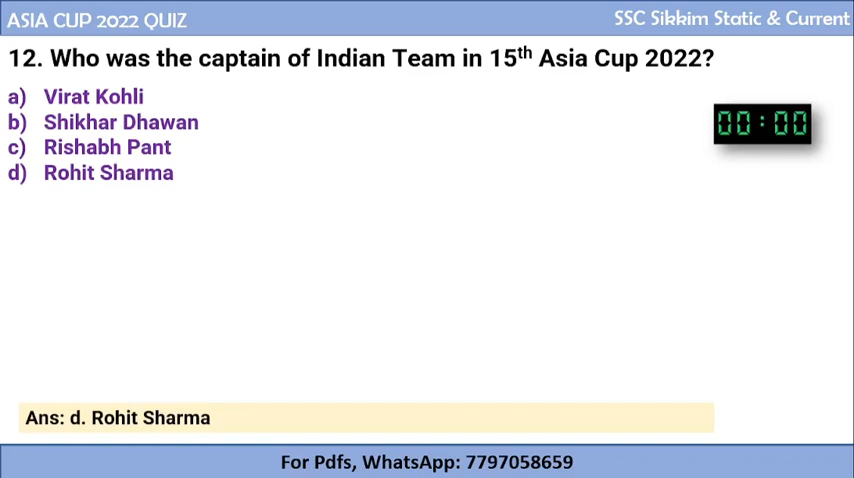 ASIA CUP 2022 QUIZ
SSC Sikkim Static & Current
12. Who was the captain of Indian Team in 15th Asia Cup 2022?
a) Virat Kohli
b) Shikhar Dhawan
c) Rishabh Pant
d) Rohit Sharma
00:00
Ans: d. Rohit Sharma
For Pdfs, WhatsApp: 7797058659